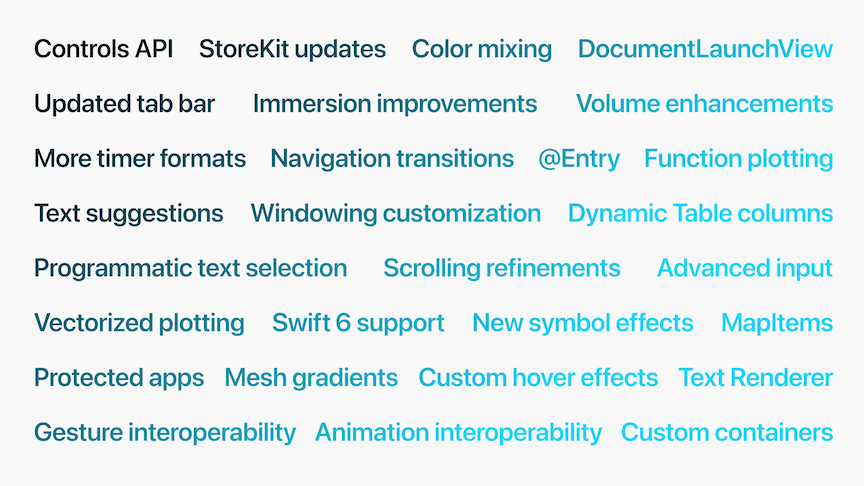 Controls API StoreKit updates Color mixing DocumentLaunchView
Updated tab bar Immersion improvements Volume enhancements
More timer formats Navigation transitions @Entry Function plotting
Text suggestions Windowing customization Dynamic Table columns
Programmatic text selection Scrolling refinements Advanced input
Vectorized plotting Swift 6 support New symbol effects MapItems
Protected apps Mesh gradients Custom hover effects Text Renderer
Gesture interoperability Animation interoperability Custom containers